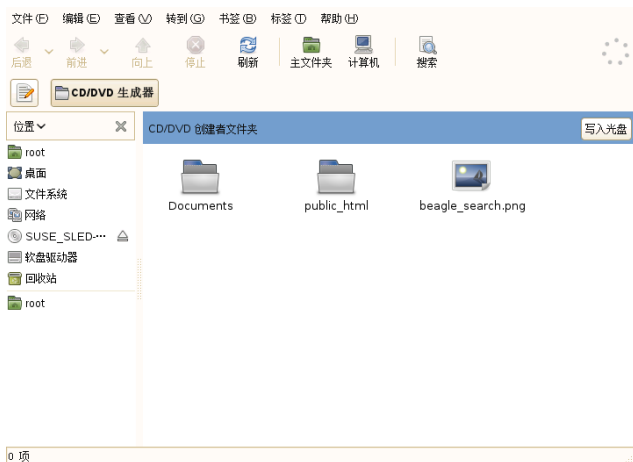 文件(F) 编辑(E) 查看(V) 转到(G) 书签(B) 标签(T) 帮助(H)
后退 前进 向上 停止 刷新 主文件夹 计算机 搜索
CD/DVD 生成器
位置 CD/DVD 创建者文件夹 写入光盘
root
桌面
文件系统
网络
SUSE_SLED-···
软盘驱动器
回收站
root
Documents public_html beagle_search.png
0 项